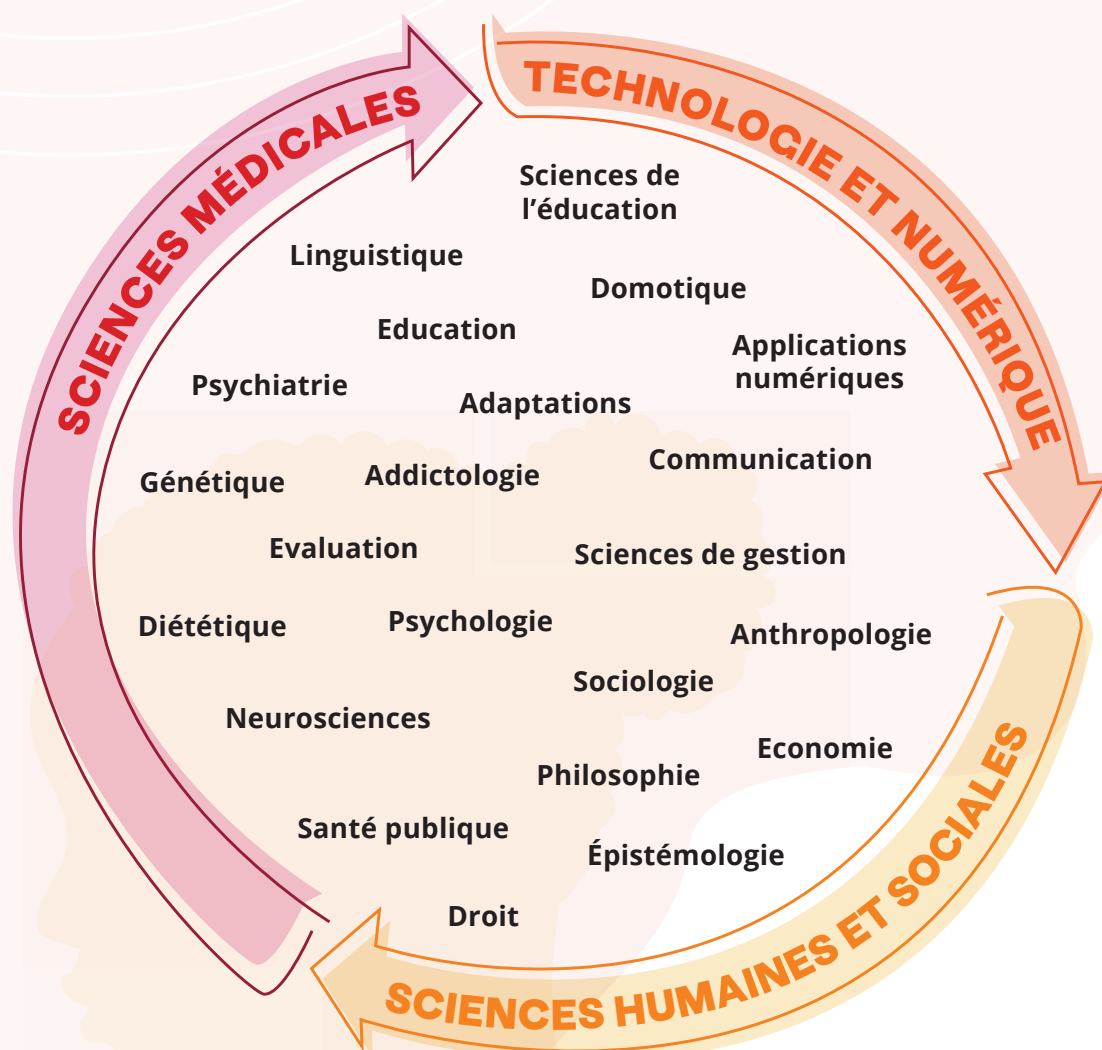 SCIENCES MÉDICALES
TECHNOLOGIE ET NUMÉRIQUE
Sciences de
l'éducation
Linguistique
Domotique
Education
Applications
numériques
Psychiatrie
Adaptations
Communication
Génétique
Addictologie
Evaluation
Sciences de gestion
Diététique
Psychologie
Anthropologie
Sociologie
Neurosciences
Economie
Philosophie
Santé publique
Épistémologie
Droit
SCIENCES HUMAINES ET SOCIALES